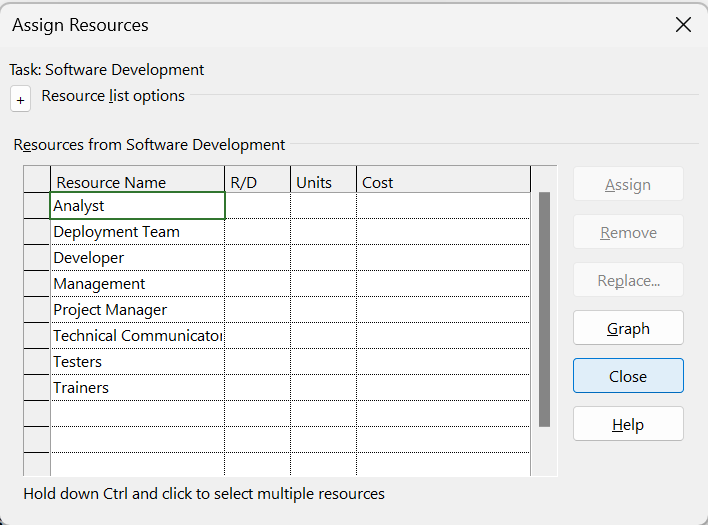 Assign Resources
Task: Software Development
+ Resource list options
Resources from Software Development
Resource Name R/D Units Cost
Analyst
Deployment Team
Developer
Management
Project Manager
Technical Communicator
Testers
Trainers
Assign
Remove
Replace...
Graph
Close
Help
Hold down Ctrl and click to select multiple resources